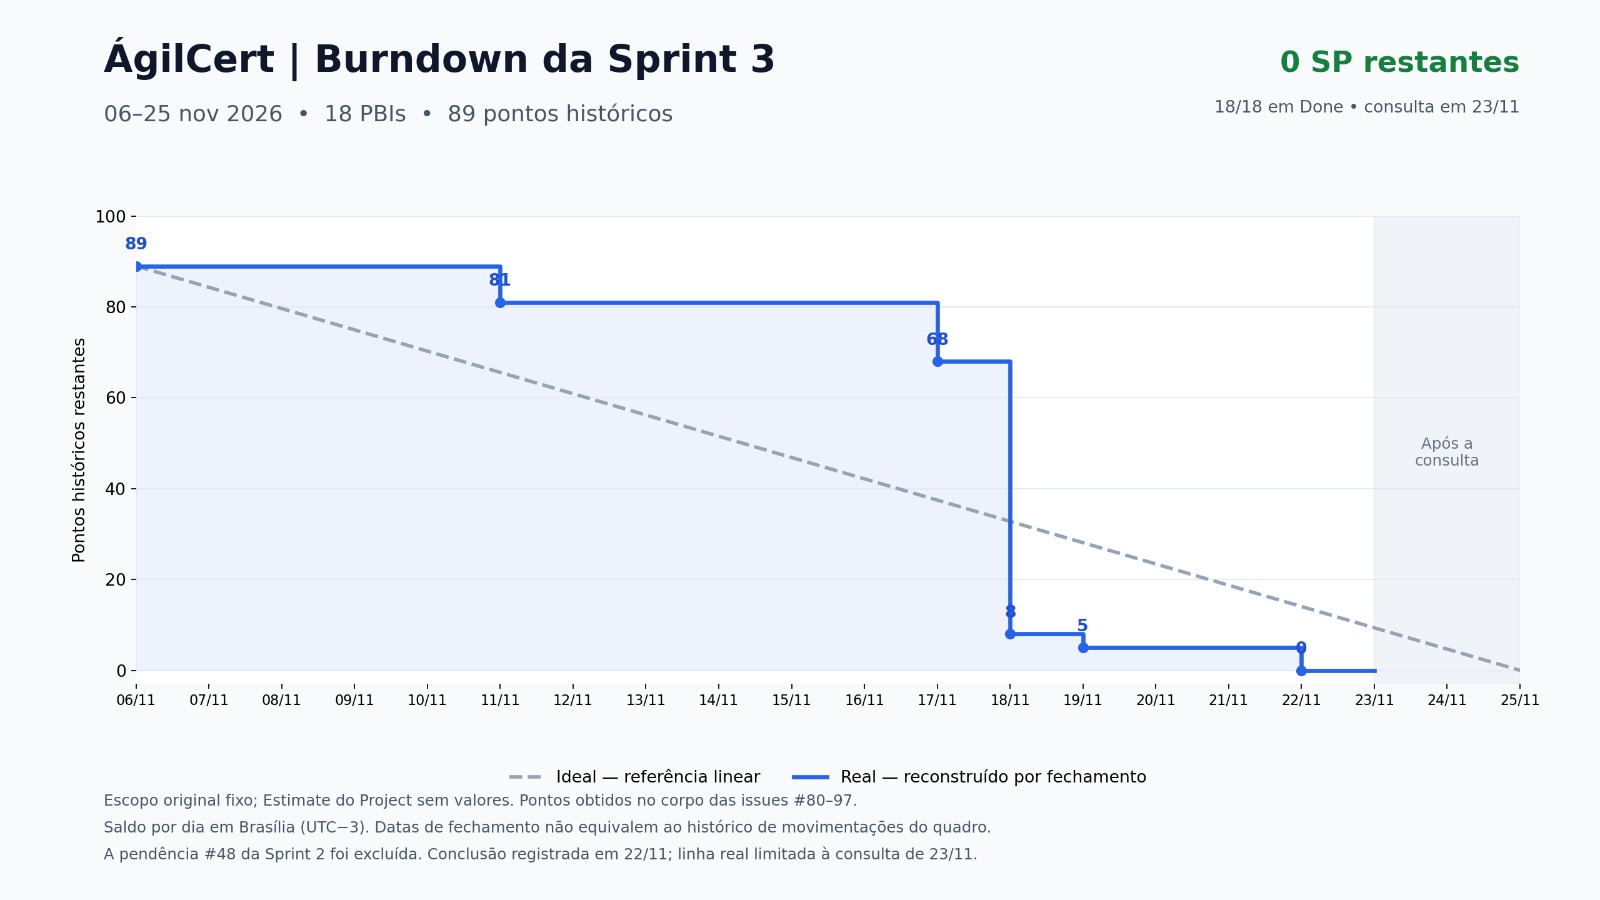 ÁgilCert | Burndown da Sprint 3
0 SP restantes
06–25 nov 2026 • 18 PBIs • 89 pontos históricos
18/18 em Done • consulta em 23/11
Pontos históricos restantes
100
80
60
40
20
0
89
81
68
8
5
0
Após a
consulta
06/11 07/11 08/11 09/11 10/11 11/11 12/11 13/11 14/11 15/11 16/11 17/11 18/11 19/11 20/11 21/11 22/11 23/11 24/11 25/11
Ideal — referência linear Real — reconstruído por fechamento
Escopo original fixo; Estimate do Project sem valores. Pontos obtidos no corpo das issues #80–97.
Saldo por dia em Brasília (UTC−3). Datas de fechamento não equivalem ao histórico de movimentações do quadro.
A pendência #48 da Sprint 2 foi excluída. Conclusão registrada em 22/11; linha real limitada à consulta de 23/11.